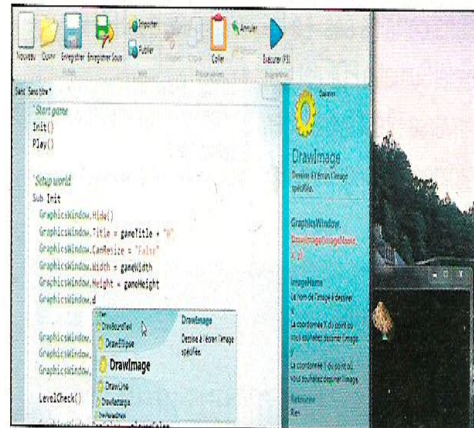 Nouveau Ouvrir Enregistrer Enregistrer Sous
Importer
Publier
Coller
Annuler
Exécuter (F5)
Sans titre *
'Start game
Init()
Play()
'Setup world
Sub Init
GraphicsWindow.Hide()
GraphicsWindow.Title = gameTitle + "0"
GraphicsWindow.CanResize = "False"
GraphicsWindow.Width = gameWidth
GraphicsWindow.Height = gameHeight
GraphicsWindow.d
GraphicsWindow.
GraphicsWindow.
GraphicsWindow.
LevelCheck()
DrawBoundText
DrawEllipse
DrawImage
DrawLine
DrawRectangle
DrawImage
Dessine à l'écran l'image
spécifiée.
DrawImage
Dessine à l'écran l'image
spécifiée.
GraphicsWindow.
DrawImage(imageName,
x, y)
imageName
Le nom de l'image à dessiner
x
La coordonnée X du point où
vous souhaitez dessiner l'image.
y
La coordonnée Y du point où
vous souhaitez dessiner l'image.
Retourne
Rien